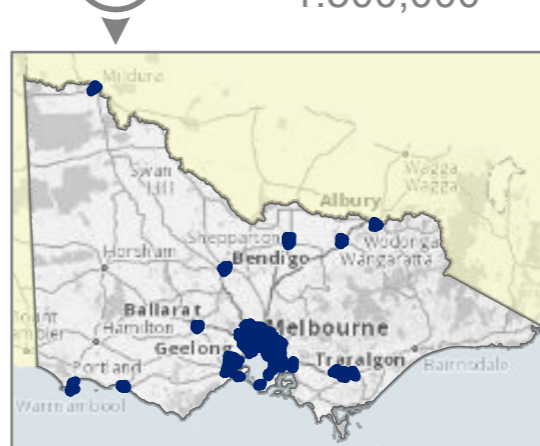 Mildura
Swan
Hill
Wagga
Wagga
Albury
Shepparton
Wodonga
Horsham
Bendigo
Wangaratta
Ballarat
Hamilton
Melbourne
Geelong
Traralgon
Bairnsdale
Portland
Warrnambool